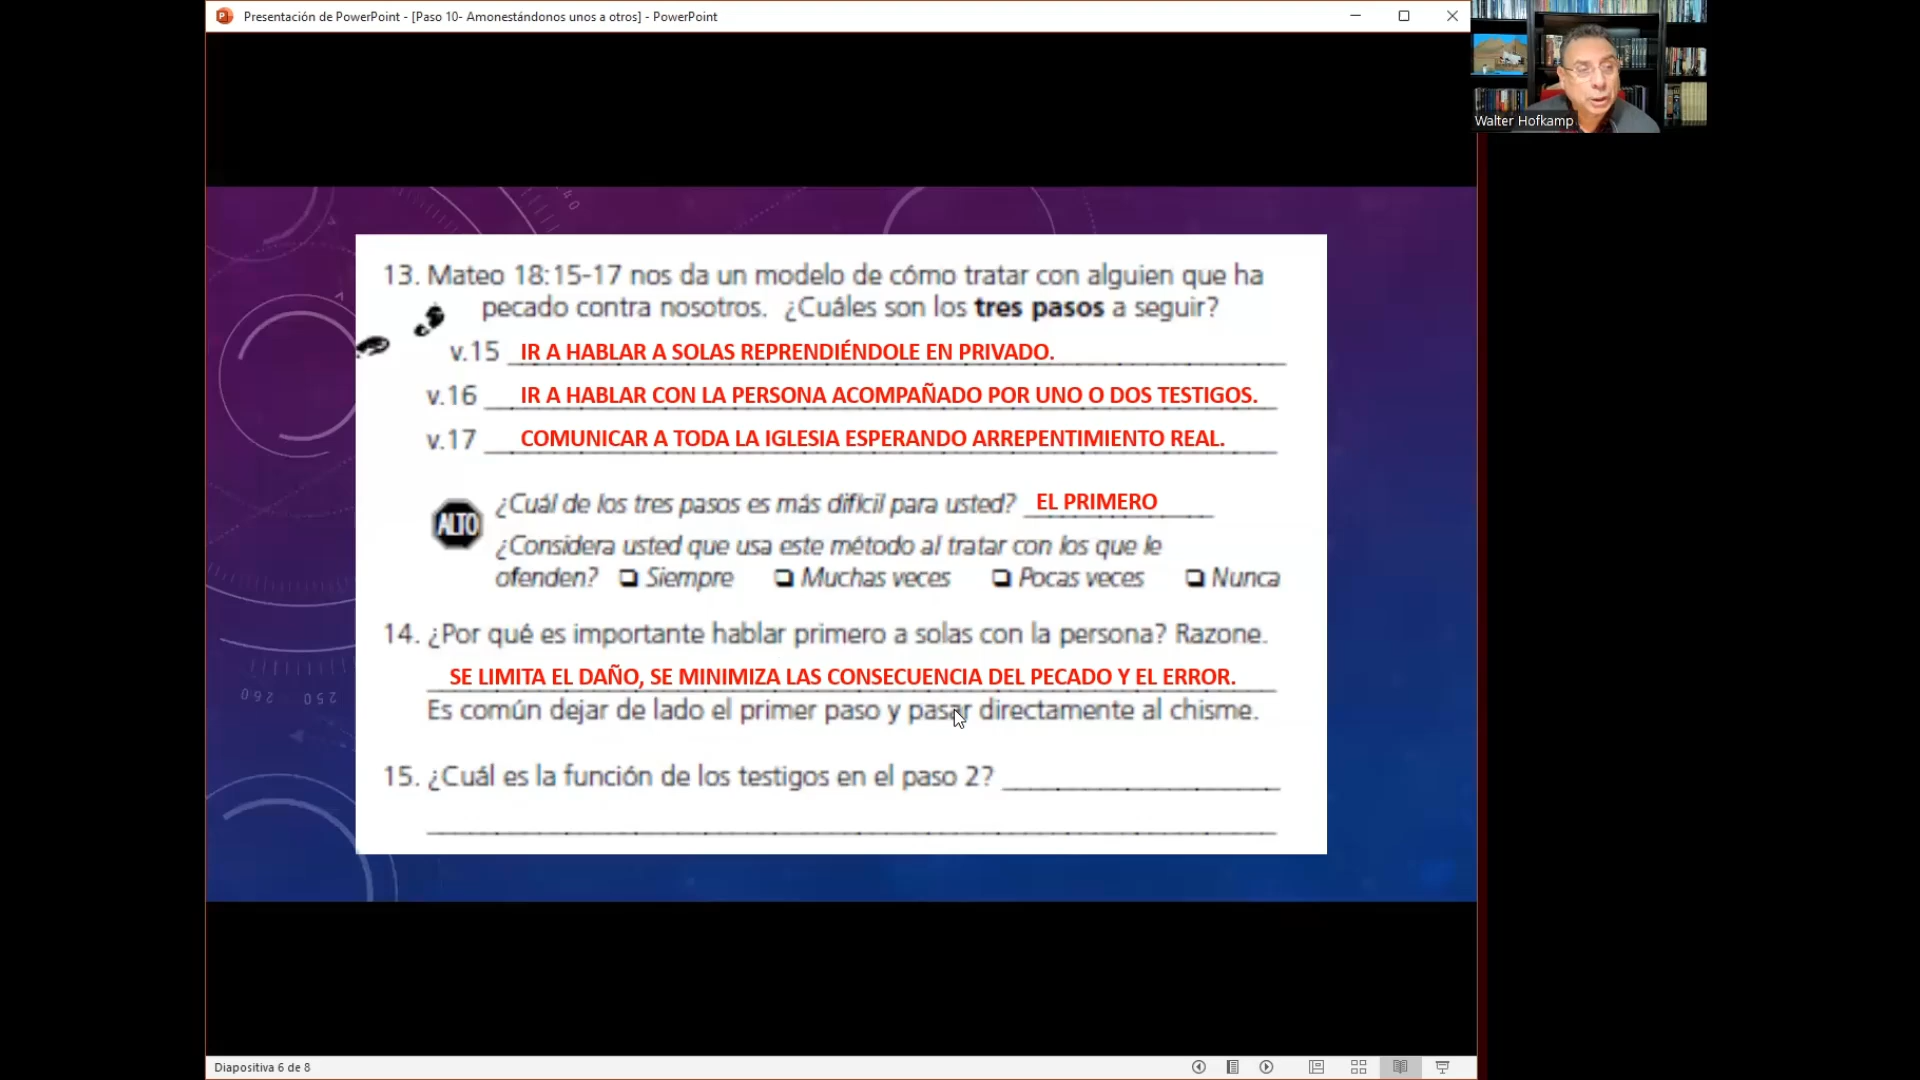 Presentación de PowerPoint - [Paso 10- Amonestándonos unos a otros] - PowerPoint
Walter Hofkamp
13. Mateo 18:15-17 nos da un modelo de cómo tratar con alguien que ha
pecado contra nosotros. ¿Cuáles son los tres pasos a seguir?
v.15 IR A HABLAR A SOLAS REPRENDIÉNDOLE EN PRIVADO.
v.16 IR A HABLAR CON LA PERSONA ACOMPAÑADO POR UNO O DOS TESTIGOS.
v.17 COMUNICAR A TODA LA IGLESIA ESPERANDO ARREPENTIMIENTO REAL.
ALTO
¿Cuál de los tres pasos es más difícil para usted? EL PRIMERO
¿Considera usted que usa este método al tratar con los que le
ofenden? ❑ Siempre ❑ Muchas veces ❑ Pocas veces ❑ Nunca
14. ¿Por qué es importante hablar primero a solas con la persona? Razone.
SE LIMITA EL DAÑO, SE MINIMIZA LAS CONSECUENCIA DEL PECADO Y EL ERROR.
Es común dejar de lado el primer paso y pasar directamente al chisme.
15. ¿Cuál es la función de los testigos en el paso 2?
40
260 250
Diapositiva 6 de 8